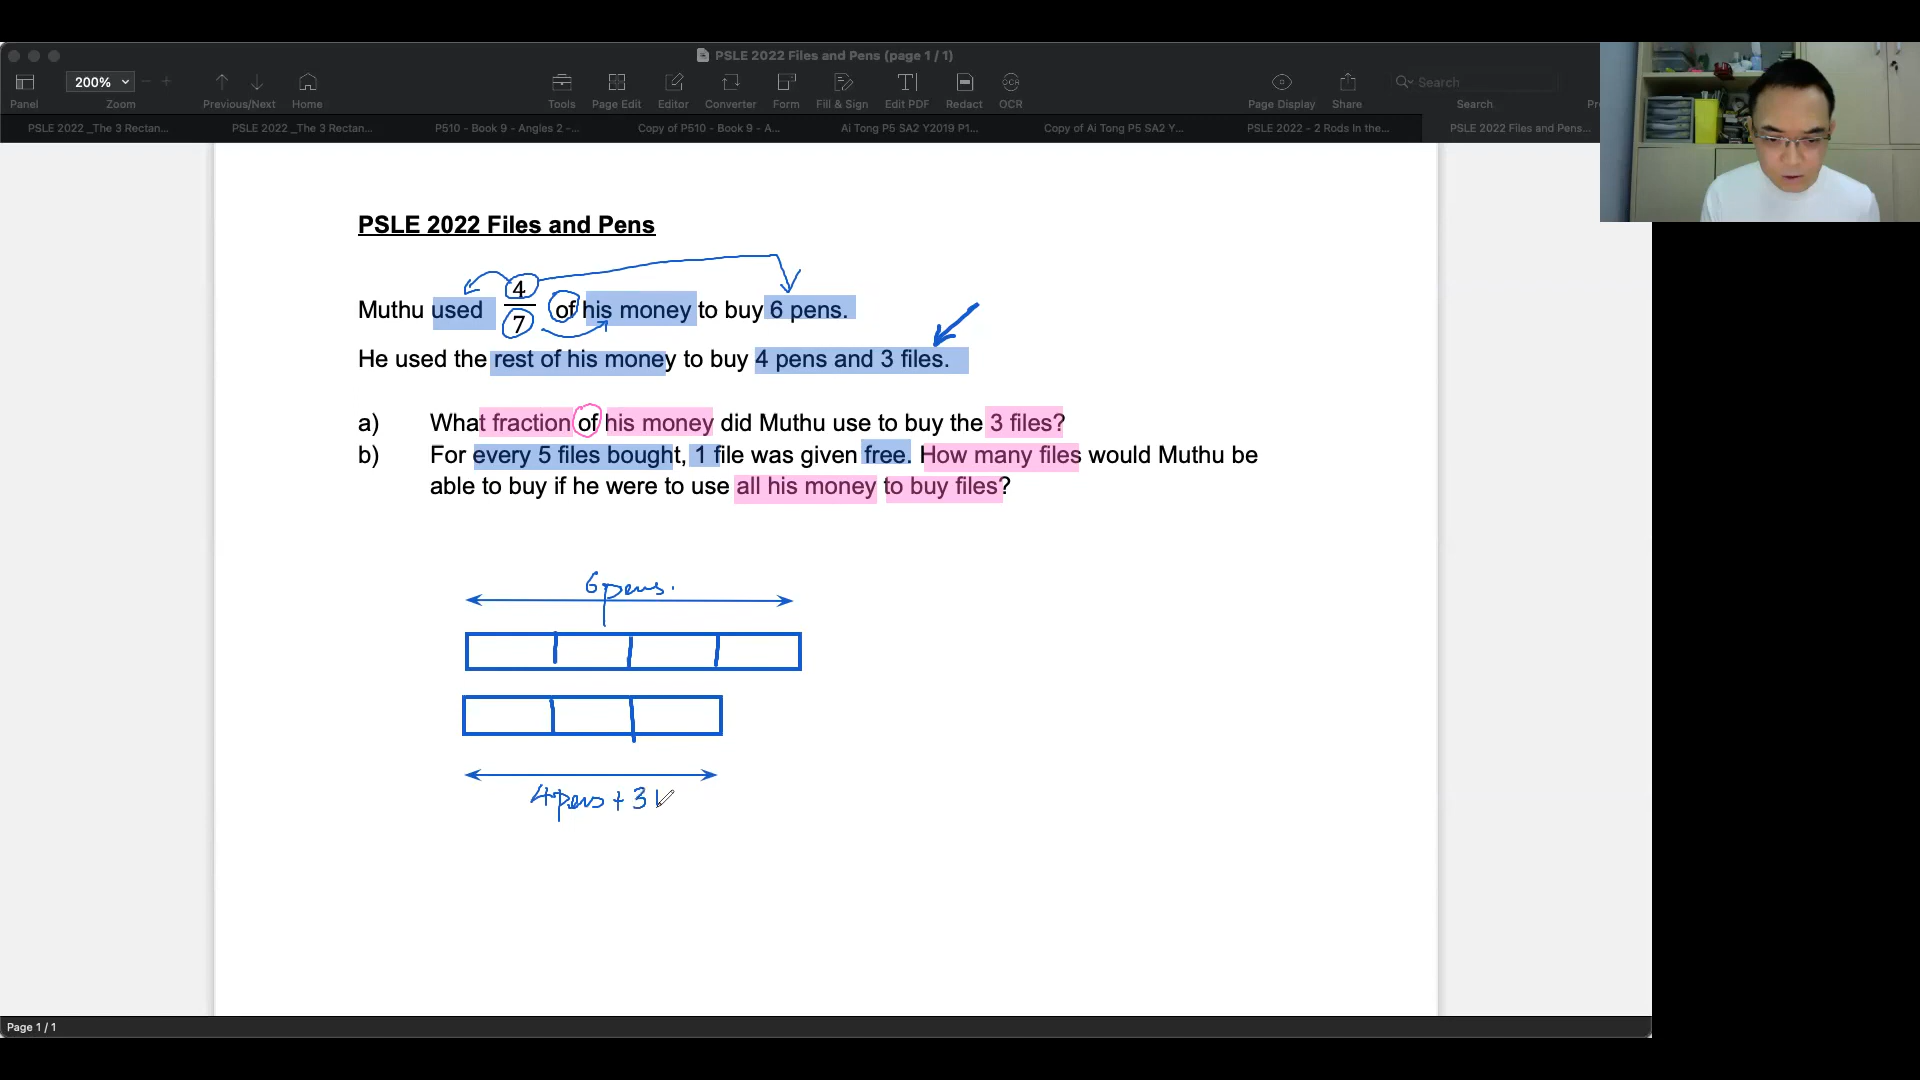 PSLE 2022 Files and Pens (page 1 / 1)
200%
Search
Panel
Zoom
Previous/Next
Home
Tools
Page Edit
Editor
Converter
Form
Fill & Sign
Edit PDF
Redact
OCR
OCR
Page Display
Share
Search
PSLE 2022 _The 3 Rectan...
PSLE 2022 _The 3 Rectan...
P510 - Book 9 - Angles 2 -...
Copy of P510 - Book 9 - A...
Ai Tong P5 SA2 Y2019 P1...
Copy of Ai Tong P5 SA2 Y...
PSLE 2022 - 2 Rods In the...
PSLE 2022 Files and Pens...
PSLE 2022 Files and Pens
Muthu used 4/7 of his money to buy 6 pens.
He used the rest of his money to buy 4 pens and 3 files.
a) What fraction of his money did Muthu use to buy the 3 files?
b) For every 5 files bought, 1 file was given free. How many files would Muthu be
able to buy if he were to use all his money to buy files?
6 pens.
4 pens + 3
Page 1 / 1